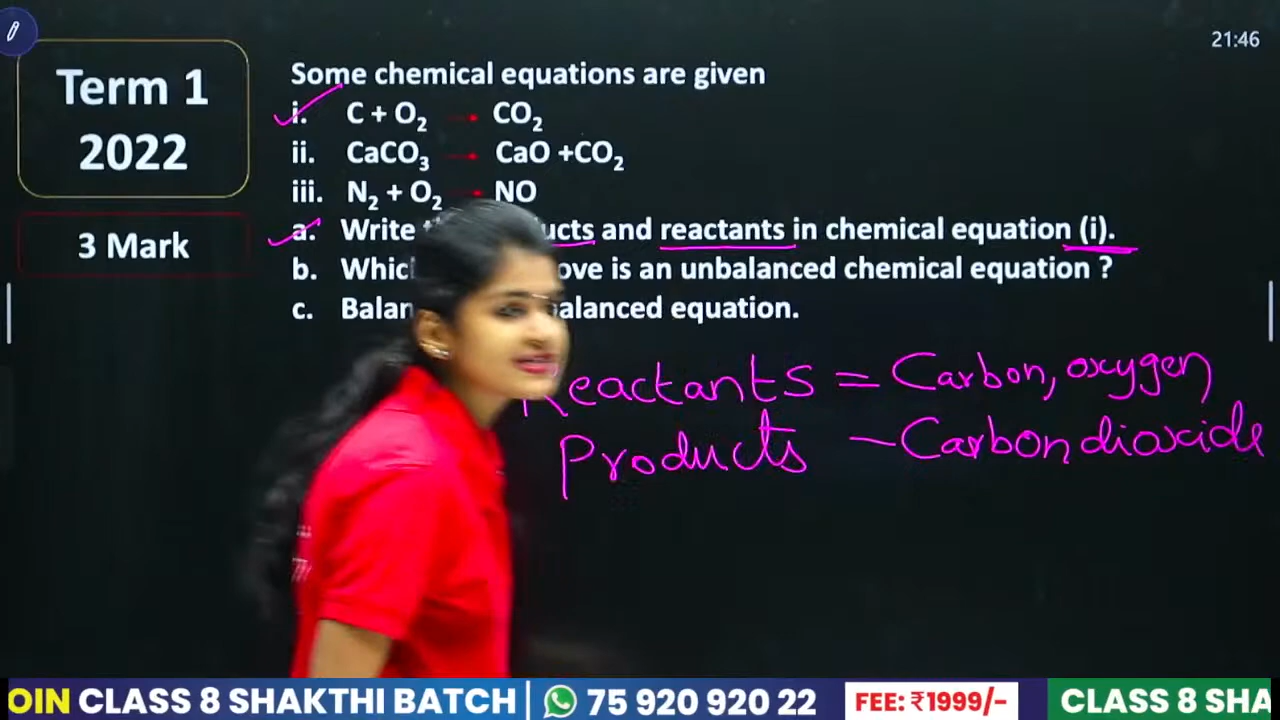 21:46
Term 1
2022
3 Mark
Some chemical equations are given
i. C + O₂ → CO₂
ii. CaCO₃ → CaO +CO₂
iii. N₂ + O₂ → NO
a. Write ucts and reactants in chemical equation (i).
b. Whic ove is an unbalanced chemical equation ?
c. Balan alanced equation.
Reactants = Carbon, oxygen
Products – Carbondioxide
OIN CLASS 8 SHAKTHI BATCH 75 920 920 22 FEE: ₹1999/- CLASS 8 SHA